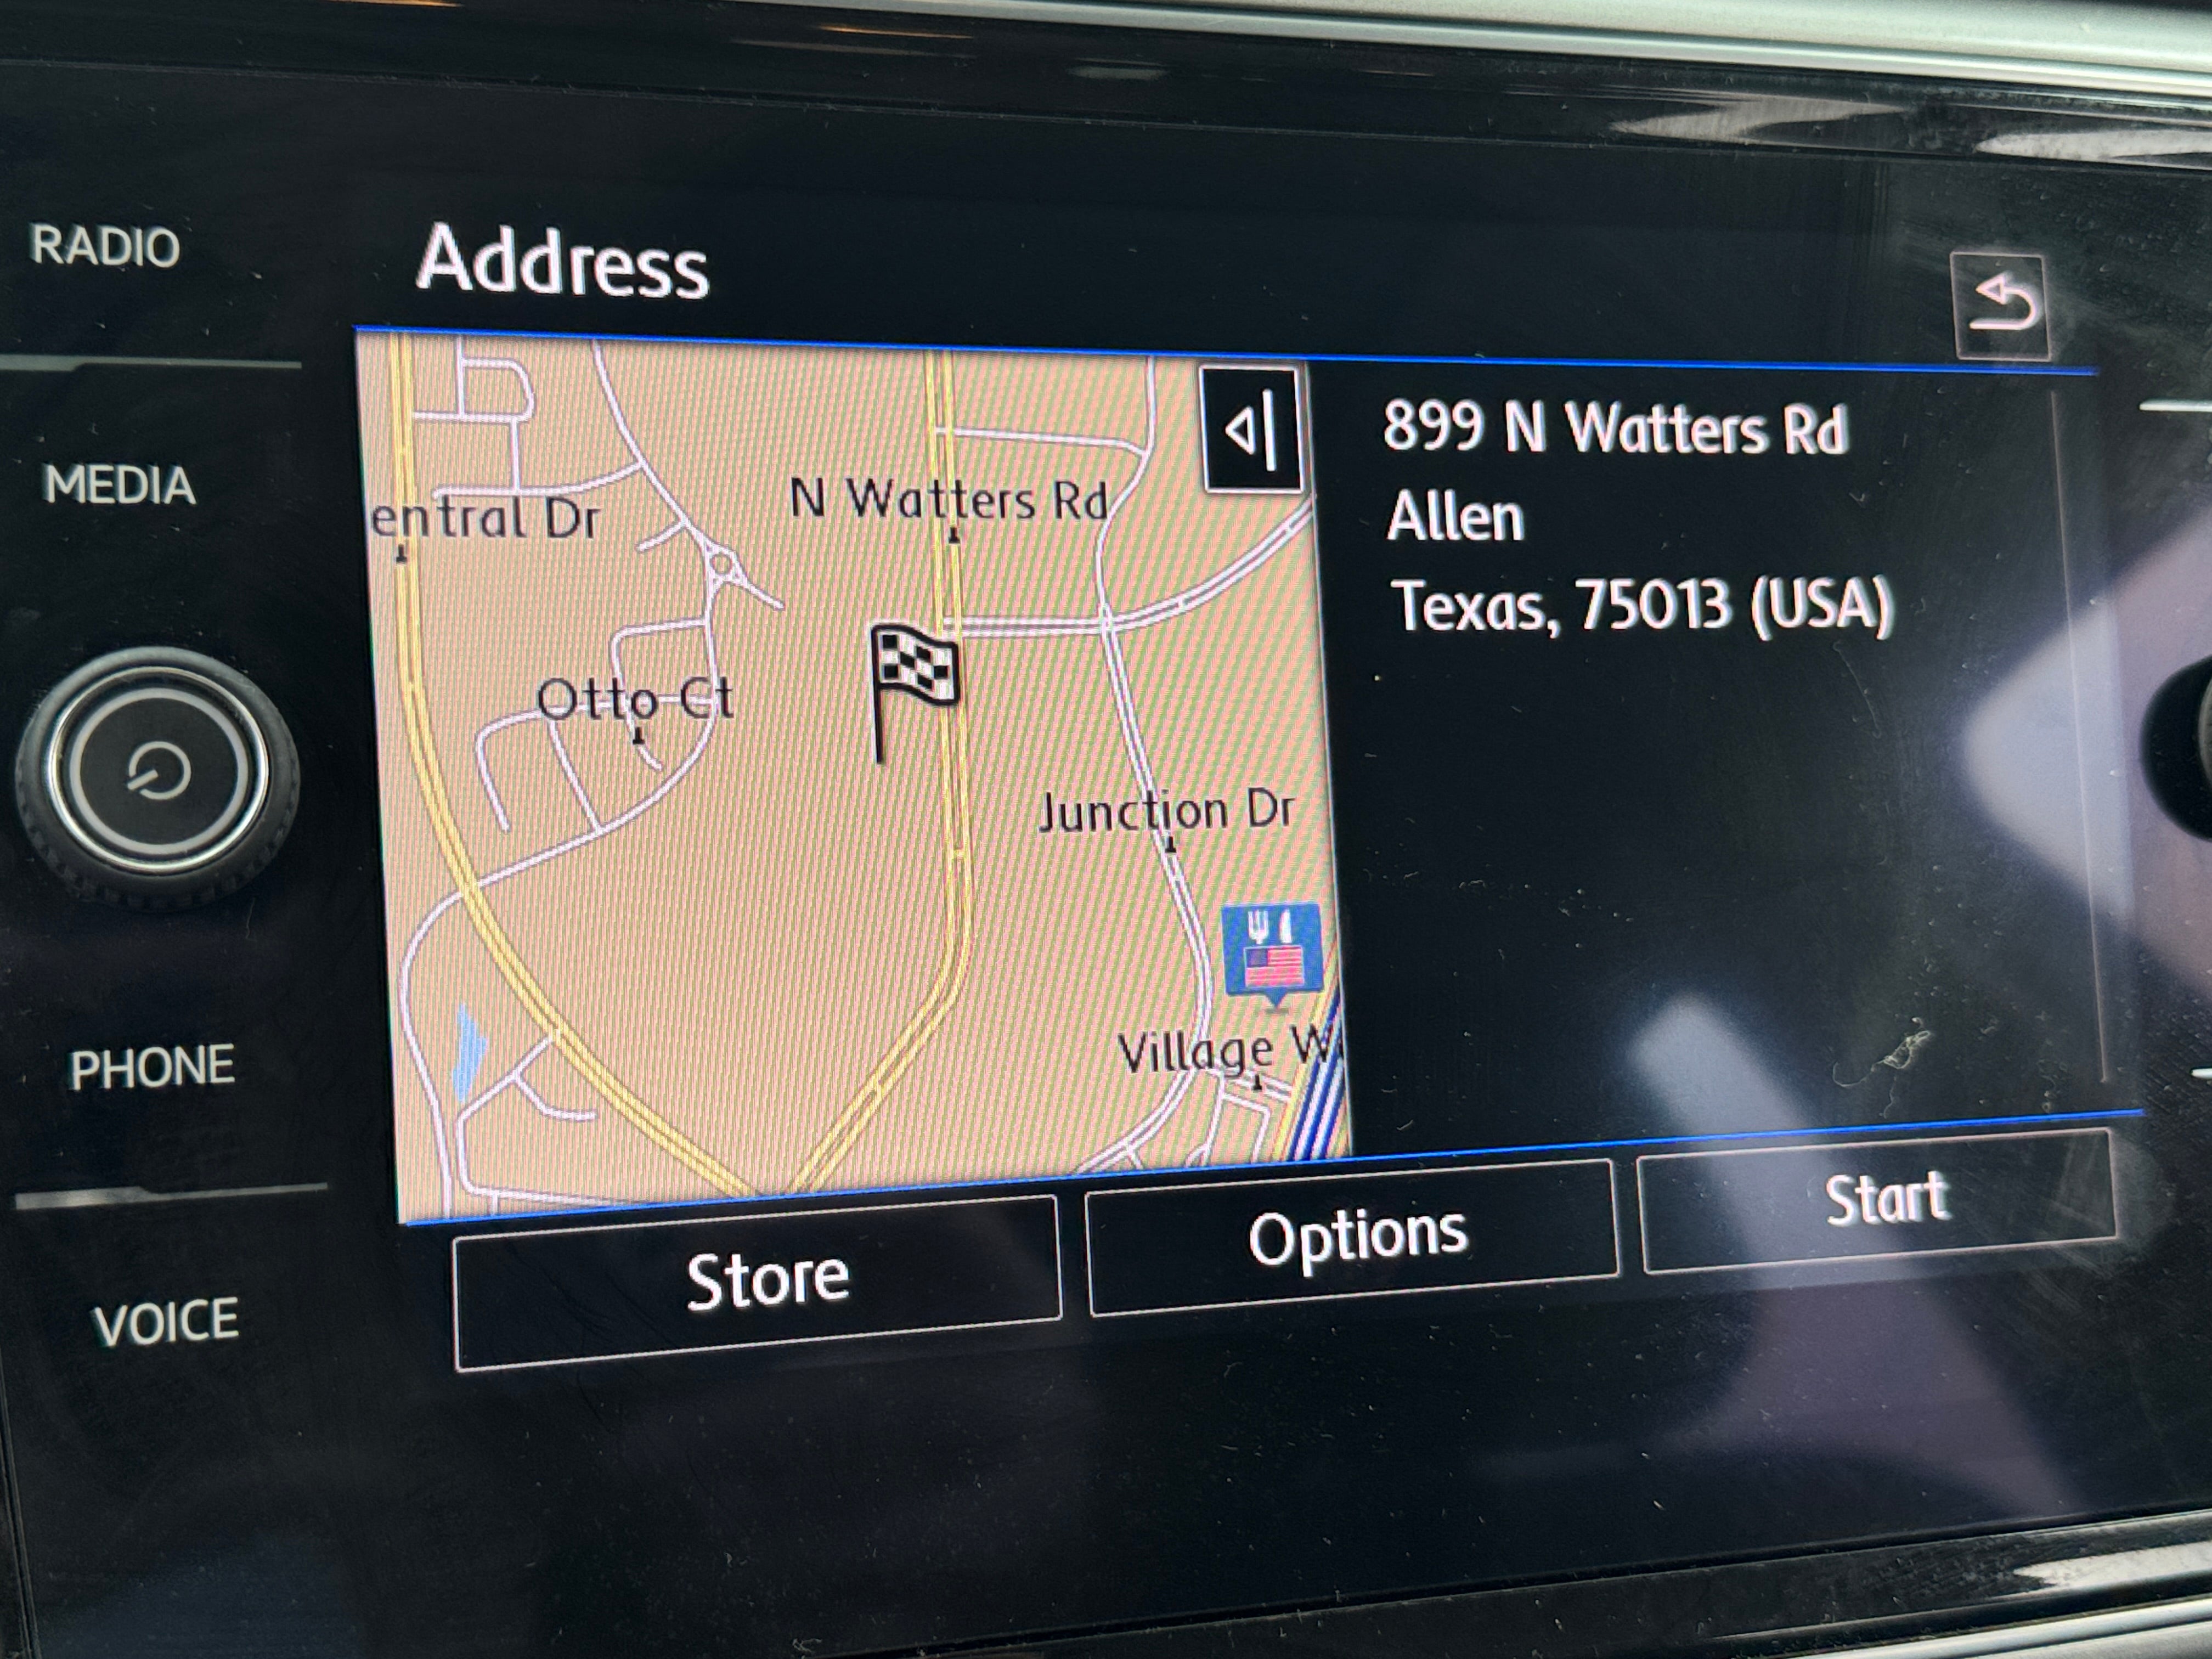 RADIO
MEDIA
PHONE
VOICE
Address
899 N Watters Rd
Allen
Texas, 75013 (USA)
entral Dr
N Watters Rd
Otto Ct
Junction Dr
Village W
Store
Options
Start